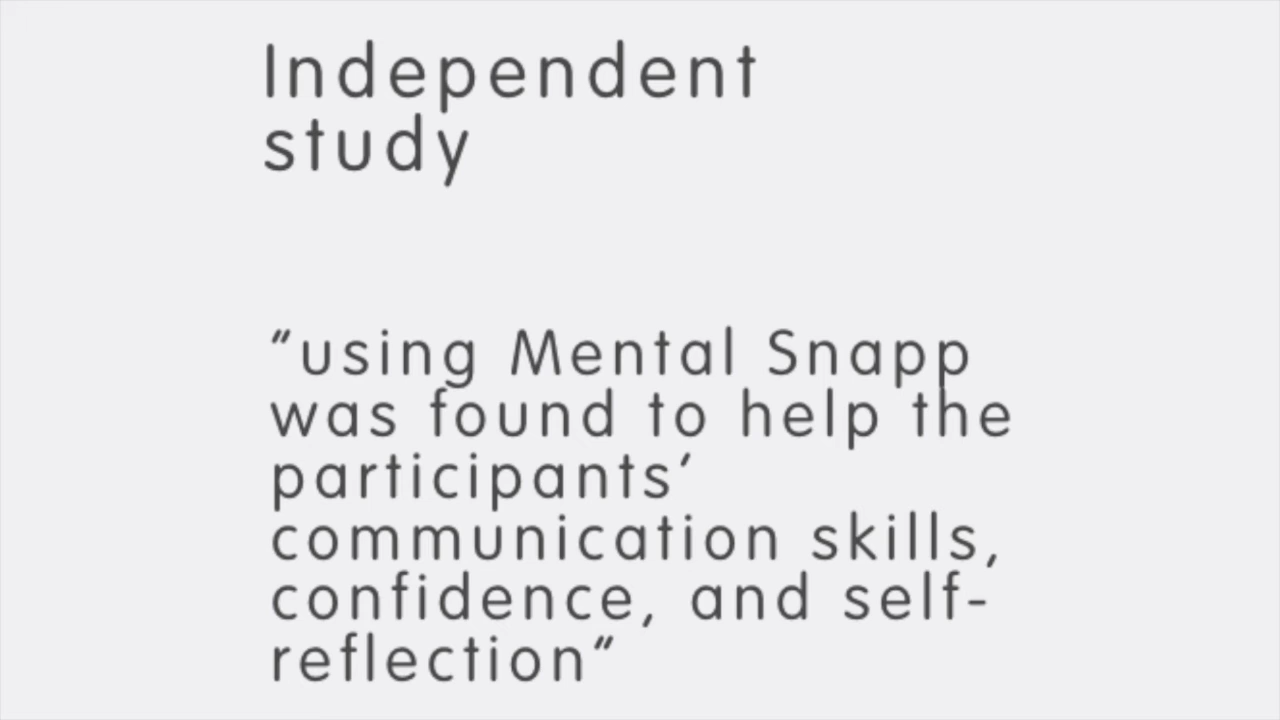 Independent
study
“using Mental Snapp
was found to help the
participants’
communication skills,
confidence, and self-
reflection”